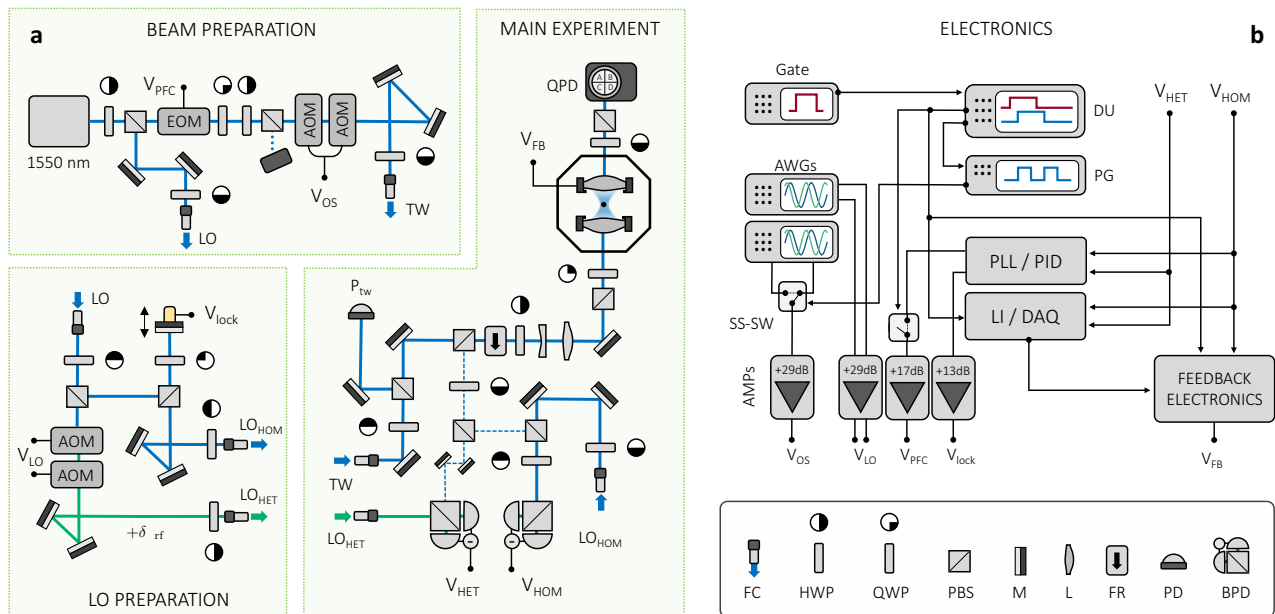 a
BEAM PREPARATION
1550 nm
V_PFC
EOM
AOM
AOM
V_OS
LO
TW
LO
V_lock
AOM
AOM
V_LO
LO_HOM
LO_HET
+δ rf
LO PREPARATION
MAIN EXPERIMENT
QPD
A B
C D
V_FB
P_tw
TW
LO_HET
LO_HOM
−
−
V_HET
V_HOM
ELECTRONICS
b
Gate
DU
V_HET
V_HOM
AWGs
PG
PLL / PID
LI / DAQ
SS-SW
AMPs
+29dB
+29dB
+17dB
+13dB
FEEDBACK
ELECTRONICS
V_OS
V_LO
V_PFC
V_lock
V_FB
FC
HWP
QWP
PBS
M
L
FR
PD
BPD